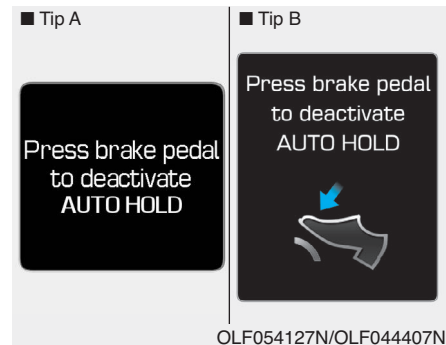 ■ Tip A
Press brake pedal
to deactivate
AUTO HOLD
■ Tip B
Press brake pedal
to deactivate
AUTO HOLD
OLF054127N/OLF044407N